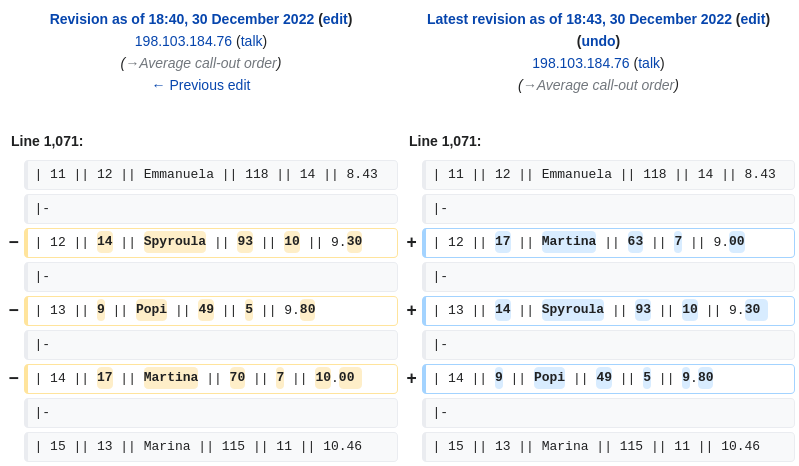 Revision as of 18:40, 30 December 2022 (edit)
198.103.184.76 (talk)
(→Average call-out order)
← Previous edit
Latest revision as of 18:43, 30 December 2022 (edit)
(undo)
198.103.184.76 (talk)
(→Average call-out order)
Line 1,071:
Line 1,071:
| 11 || 12 || Emmanuela || 118 || 14 || 8.43
| 11 || 12 || Emmanuela || 118 || 14 || 8.43
|-
|-
− | 12 || 14 || Spyroula || 93 || 10 || 9.30
+ | 12 || 17 || Martina || 63 || 7 || 9.00
|-
|-
− | 13 || 9 || Popi || 49 || 5 || 9.80
+ | 13 || 14 || Spyroula || 93 || 10 || 9.30
|-
|-
− | 14 || 17 || Martina || 70 || 7 || 10.00
+ | 14 || 9 || Popi || 49 || 5 || 9.80
|-
|-
| 15 || 13 || Marina || 115 || 11 || 10.46
| 15 || 13 || Marina || 115 || 11 || 10.46